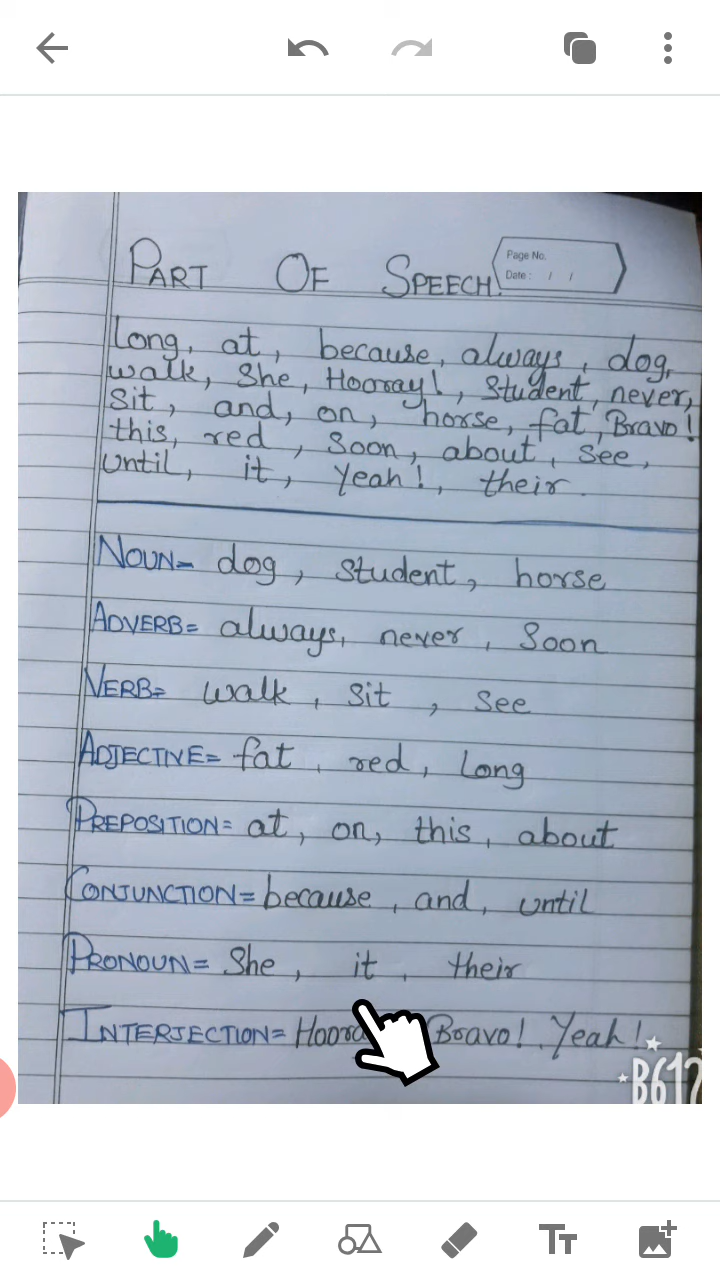 PART OF SPEECH.
Page No.
Date : / /
Long, at, because, always, dog,
walk, She, Hooray!, Student, never,
Sit, and, on, horse, fat, Bravo!
this, red, Soon, about, see,
until, it, Yeah!, their.
NOUN= dog, student, horse
ADVERB= always, never, Soon
VERB= walk, Sit, See
ADJECTIVE= fat, red, Long
PREPOSITION= at, on, this, about
CONJUNCTION= because, and, until
PRONOUN= She, it, their
INTERJECTION= Bravo!, Yeah!
B612
Tт